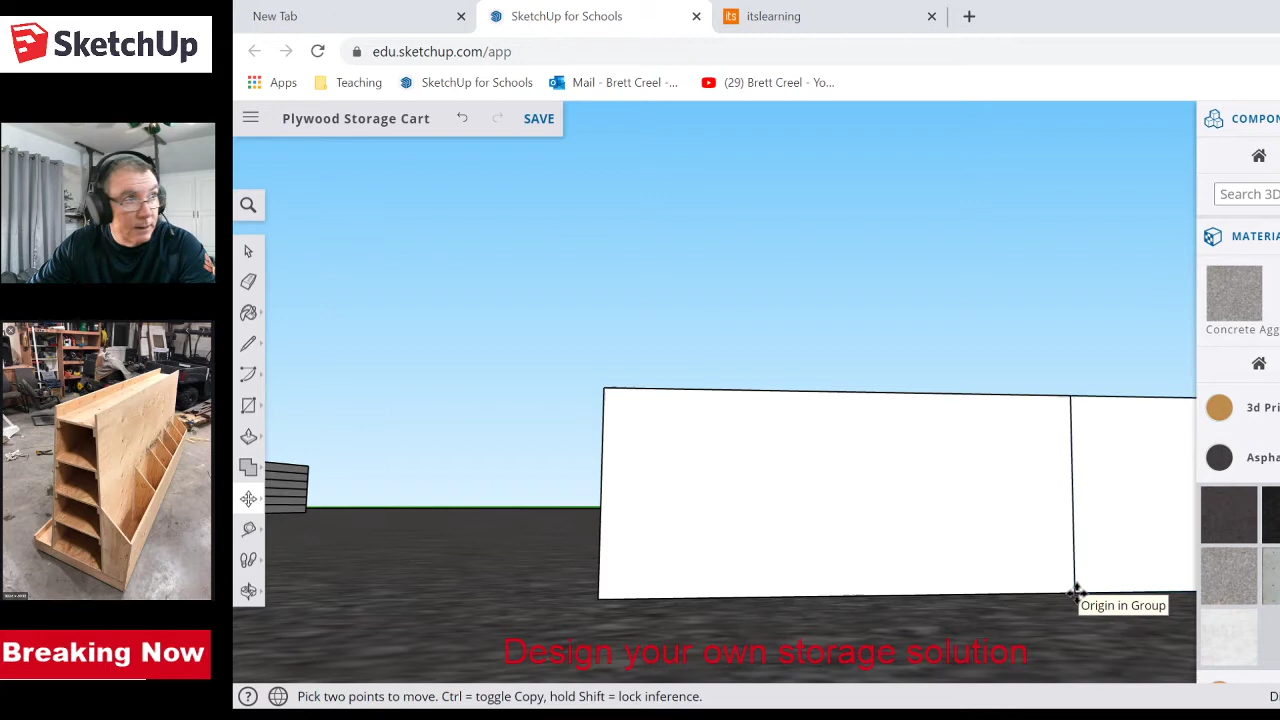 SketchUp
New Tab
SketchUp for Schools
itslearning
its
edu.sketchup.com/app
Apps
Teaching
SketchUp for Schools
Mail - Brett Creel -...
(29) Brett Creel - Yo...
Plywood Storage Cart
SAVE
COMPON
Search 3D
MATERIA
Concrete Agg
3d Pri
Aspha
Origin in Group
Design your own storage solution
Breaking Now
Pick two points to move. Ctrl = toggle Copy, hold Shift = lock inference.
Di